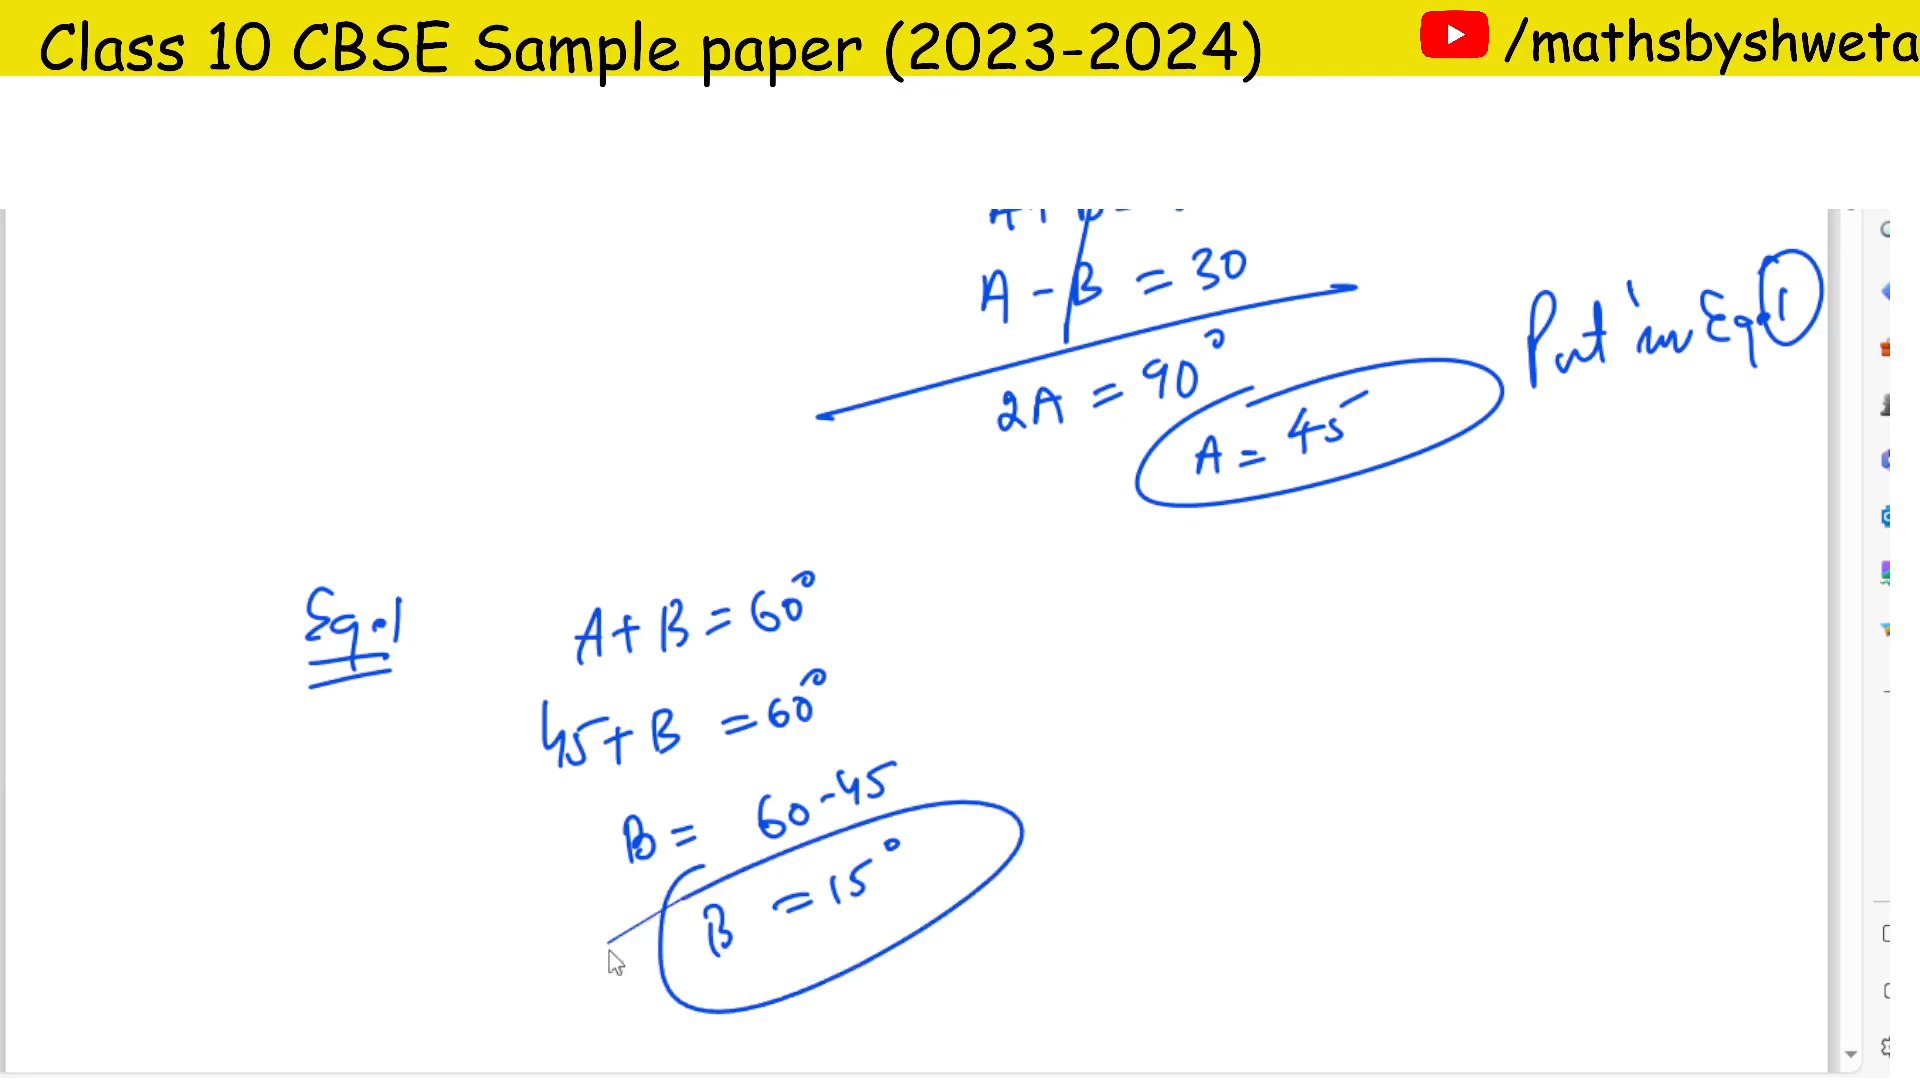 Class 10 CBSE Sample paper (2023-2024)
/mathsbyshweta
A - B = 30
2A = 90°
A = 45
Put in Eq. 1
Eq.1
A + B = 60°
45 + B = 60°
B = 60 - 45
B = 15°